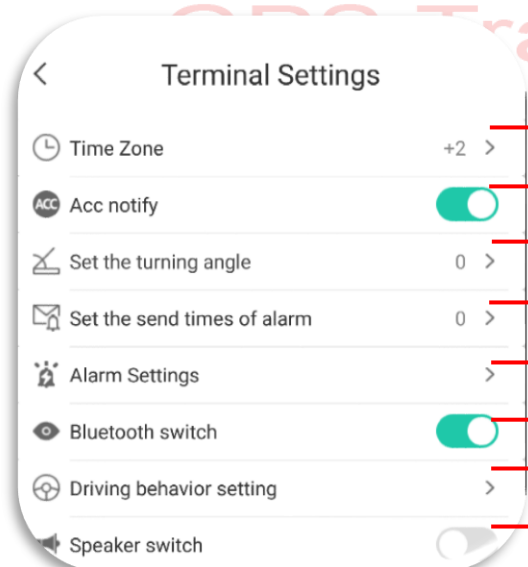 Terminal Settings
Time Zone +2
ACC Acc notify
Set the turning angle 0
Set the send times of alarm 0
Alarm Settings
Bluetooth switch
Driving behavior setting
Speaker switch